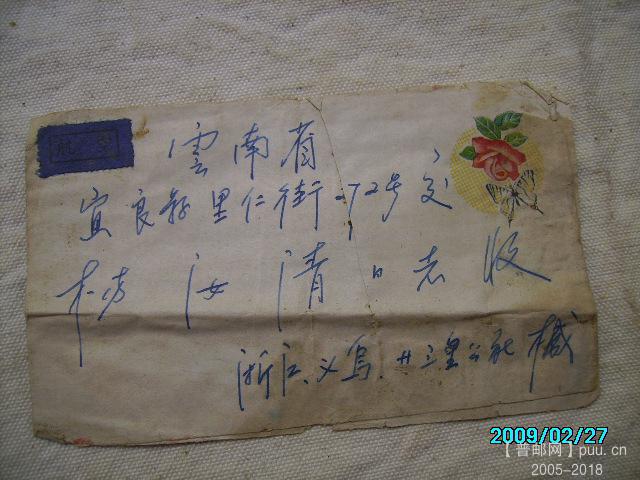 航空
雲南省
宜良县里仁街-72号交
杨汝清同志收
浙江、义乌.廿三里公社
2009/02/27
【普邮网】puu.cn
2005-2018